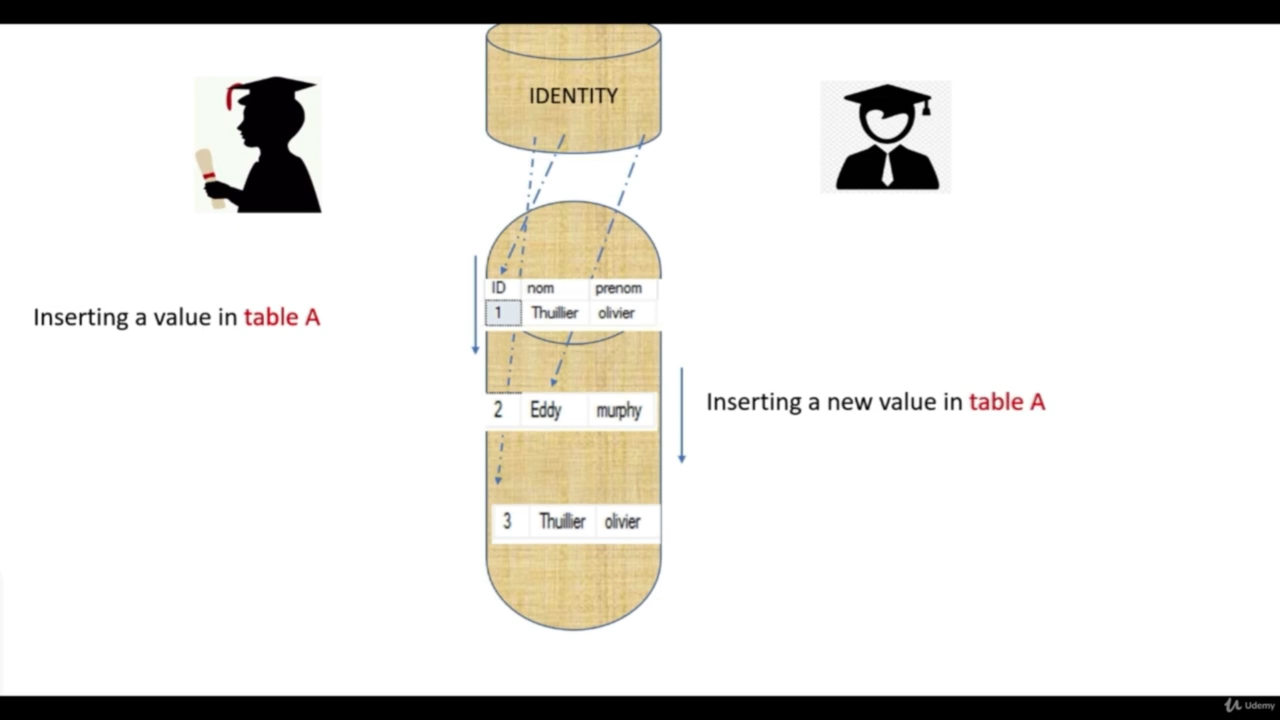 IDENTITY
ID nom prenom
1 Thuillier olivier
Inserting a value in table A
2 Eddy murphy
Inserting a new value in table A
3 Thuillier olivier
Udemy